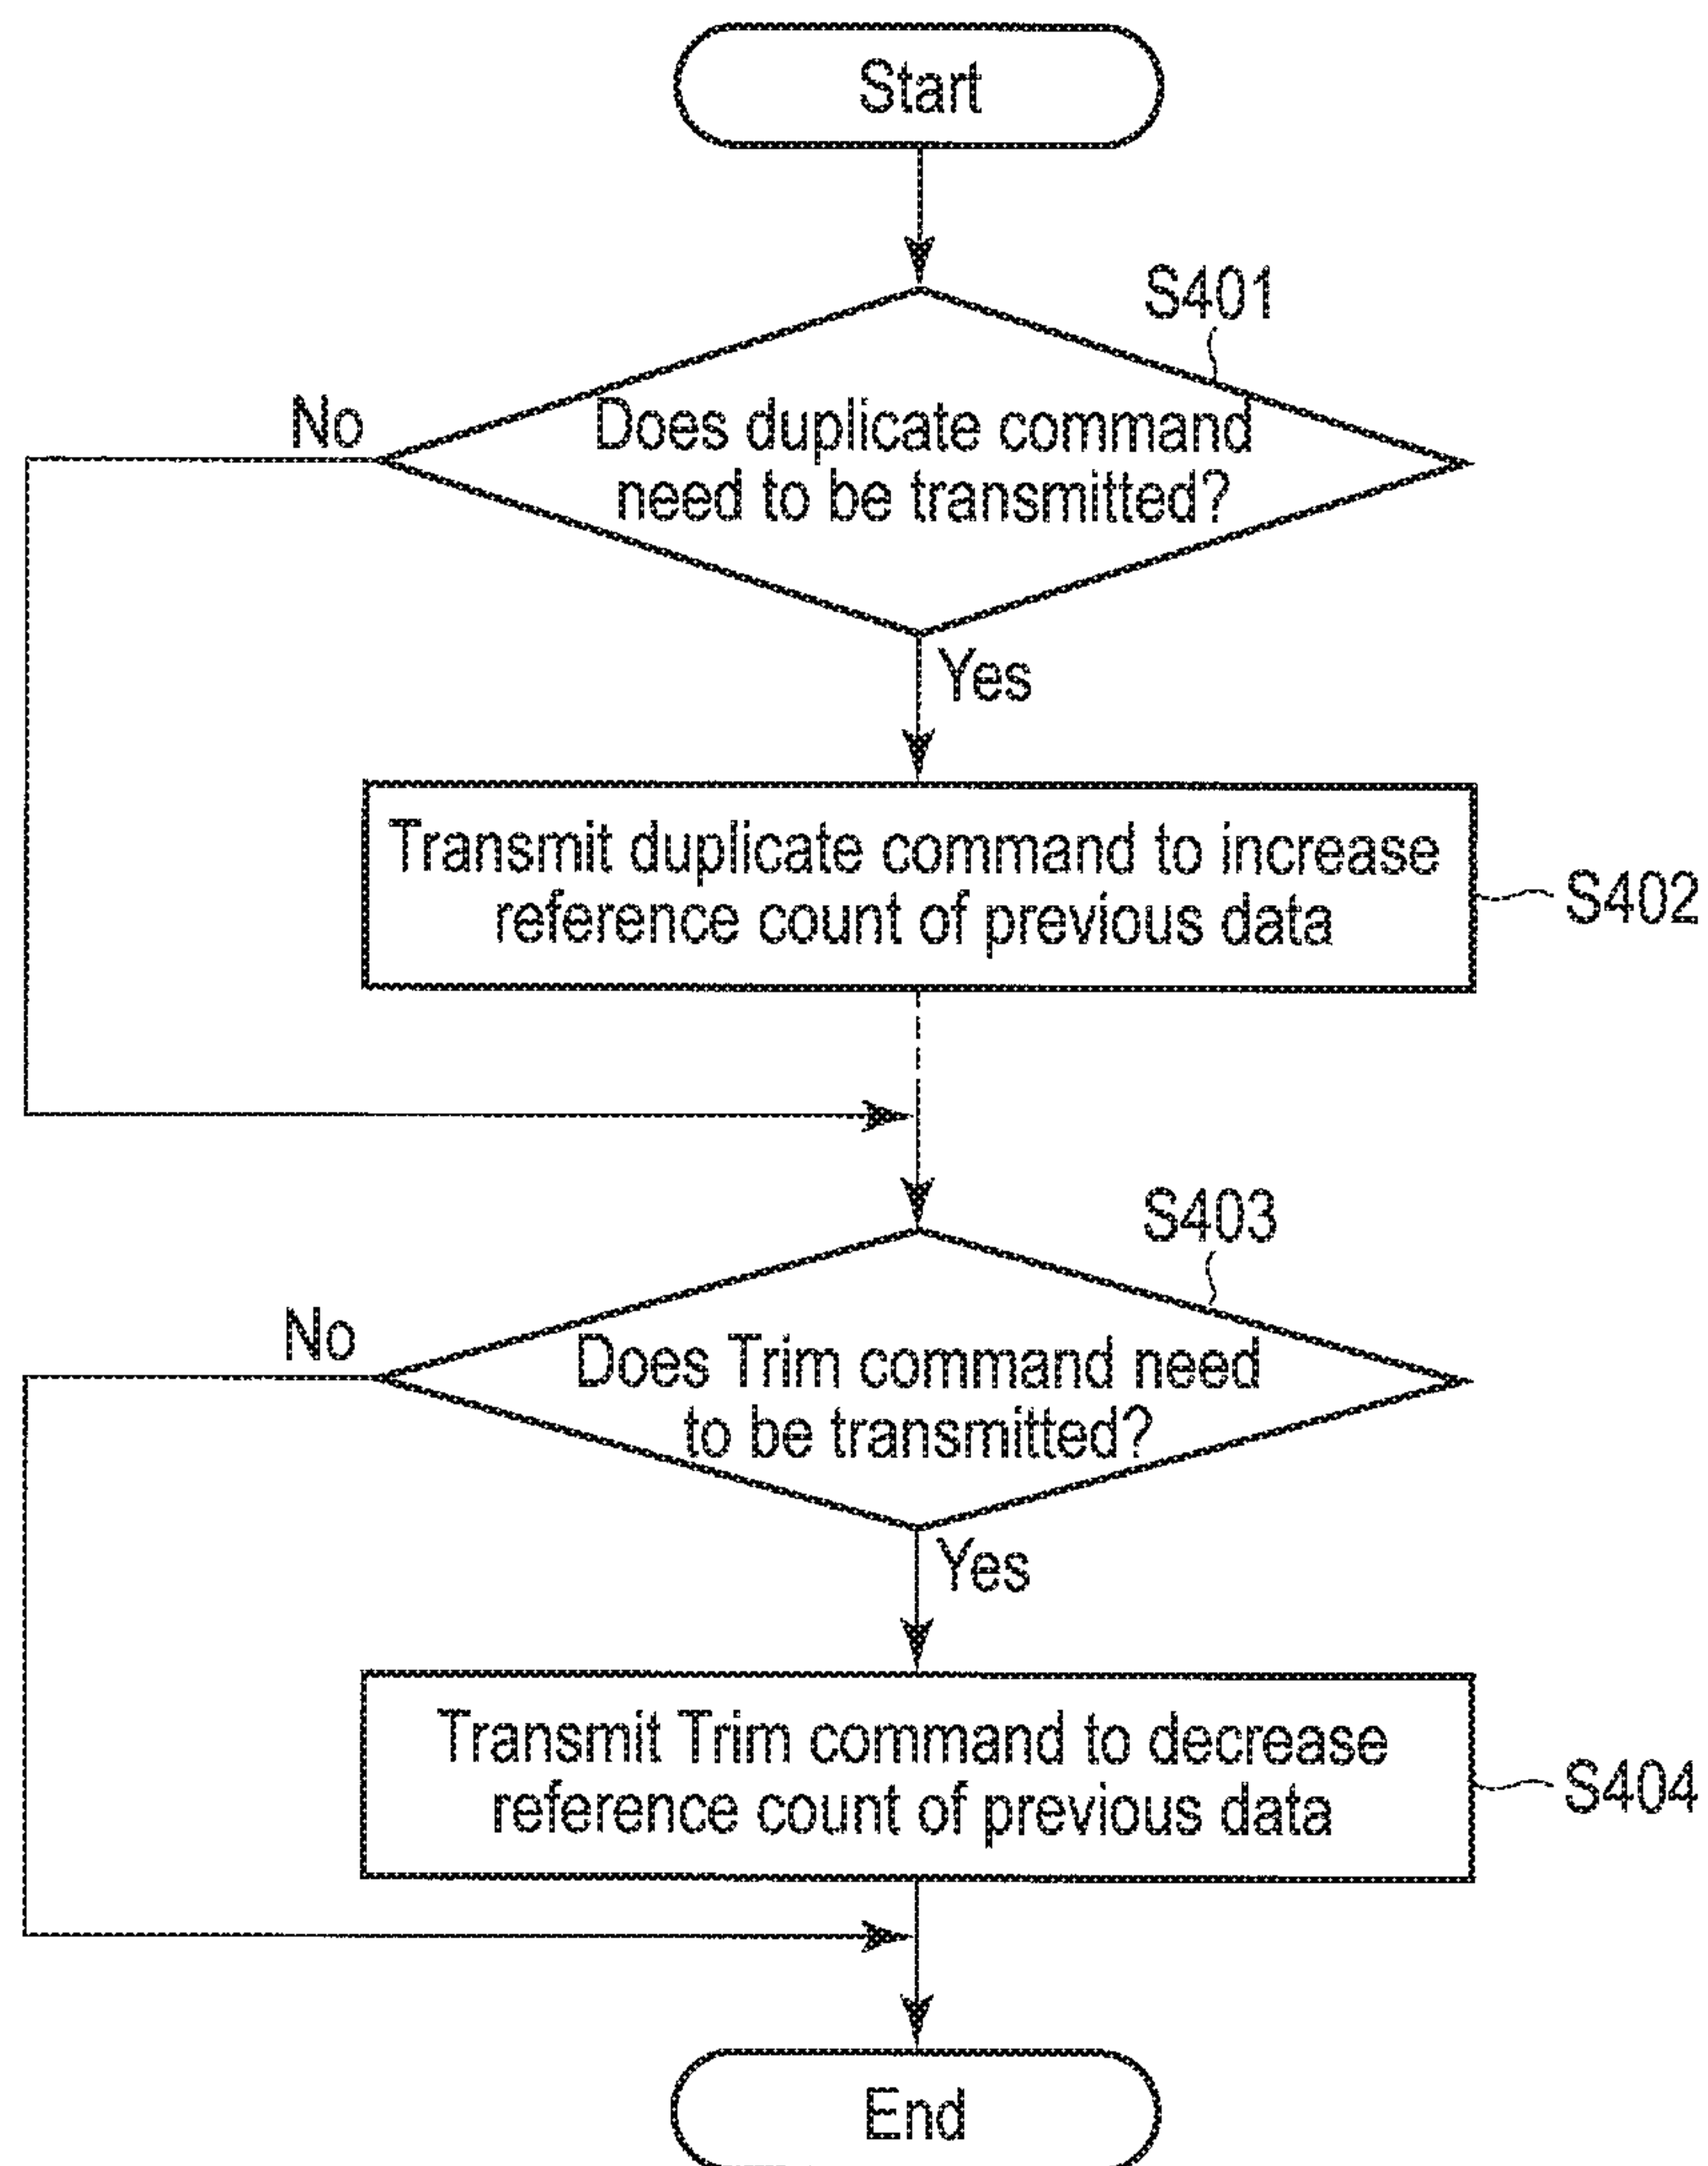 Start
S401
No
Does duplicate command
need to be transmitted?
Yes
Transmit duplicate command to increase
reference count of previous data
S402
S403
No
Does Trim command need
to be transmitted?
Yes
Transmit Trim command to decrease
reference count of previous data
S404
End